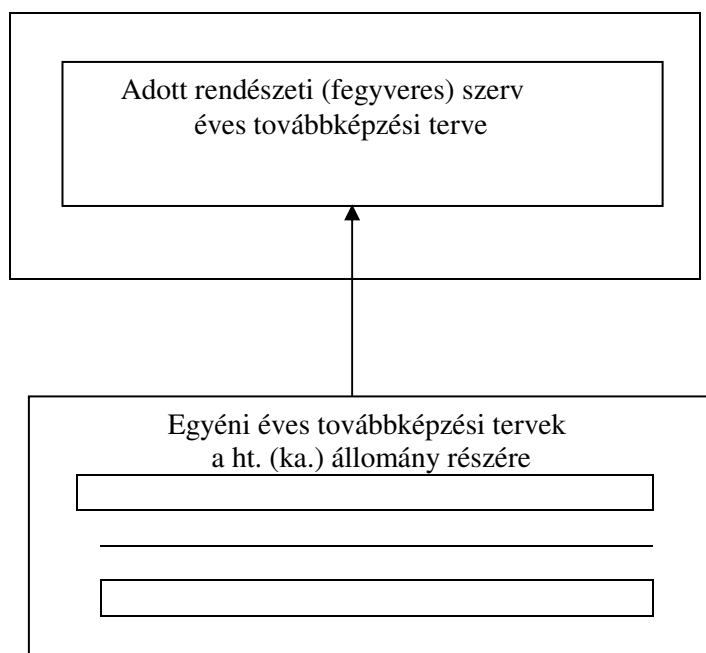 Adott rendészeti (fegyveres) szerv
éves továbbképzési terve
Egyéni éves továbbképzési tervek
a ht. (ka.) állomány részére